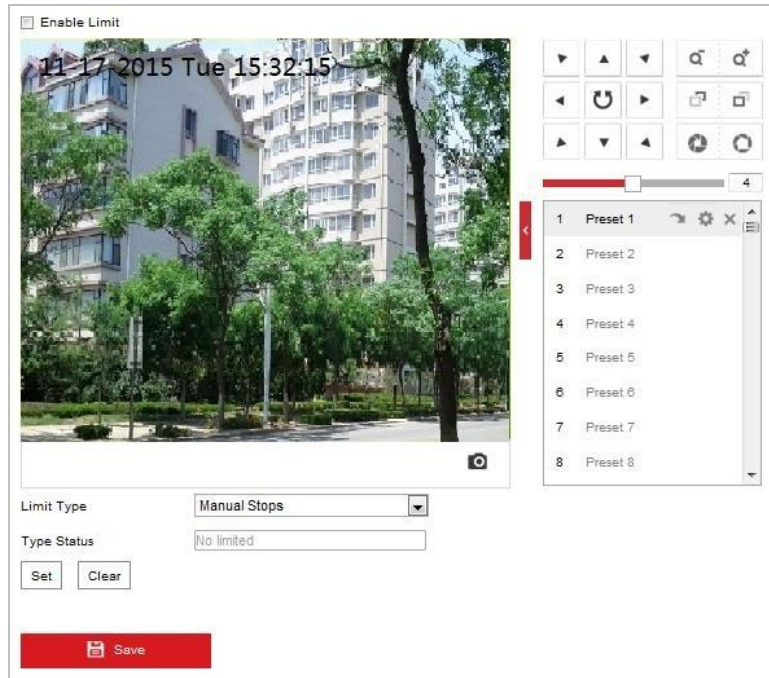 Enable Limit
11-17-2015 Tue 15:32:15
4
1 Preset 1
2 Preset 2
3 Preset 3
4 Preset 4
5 Preset 5
6 Preset 6
7 Preset 7
8 Preset 8
Limit Type Manual Stops
Type Status No limited
Set Clear
Save